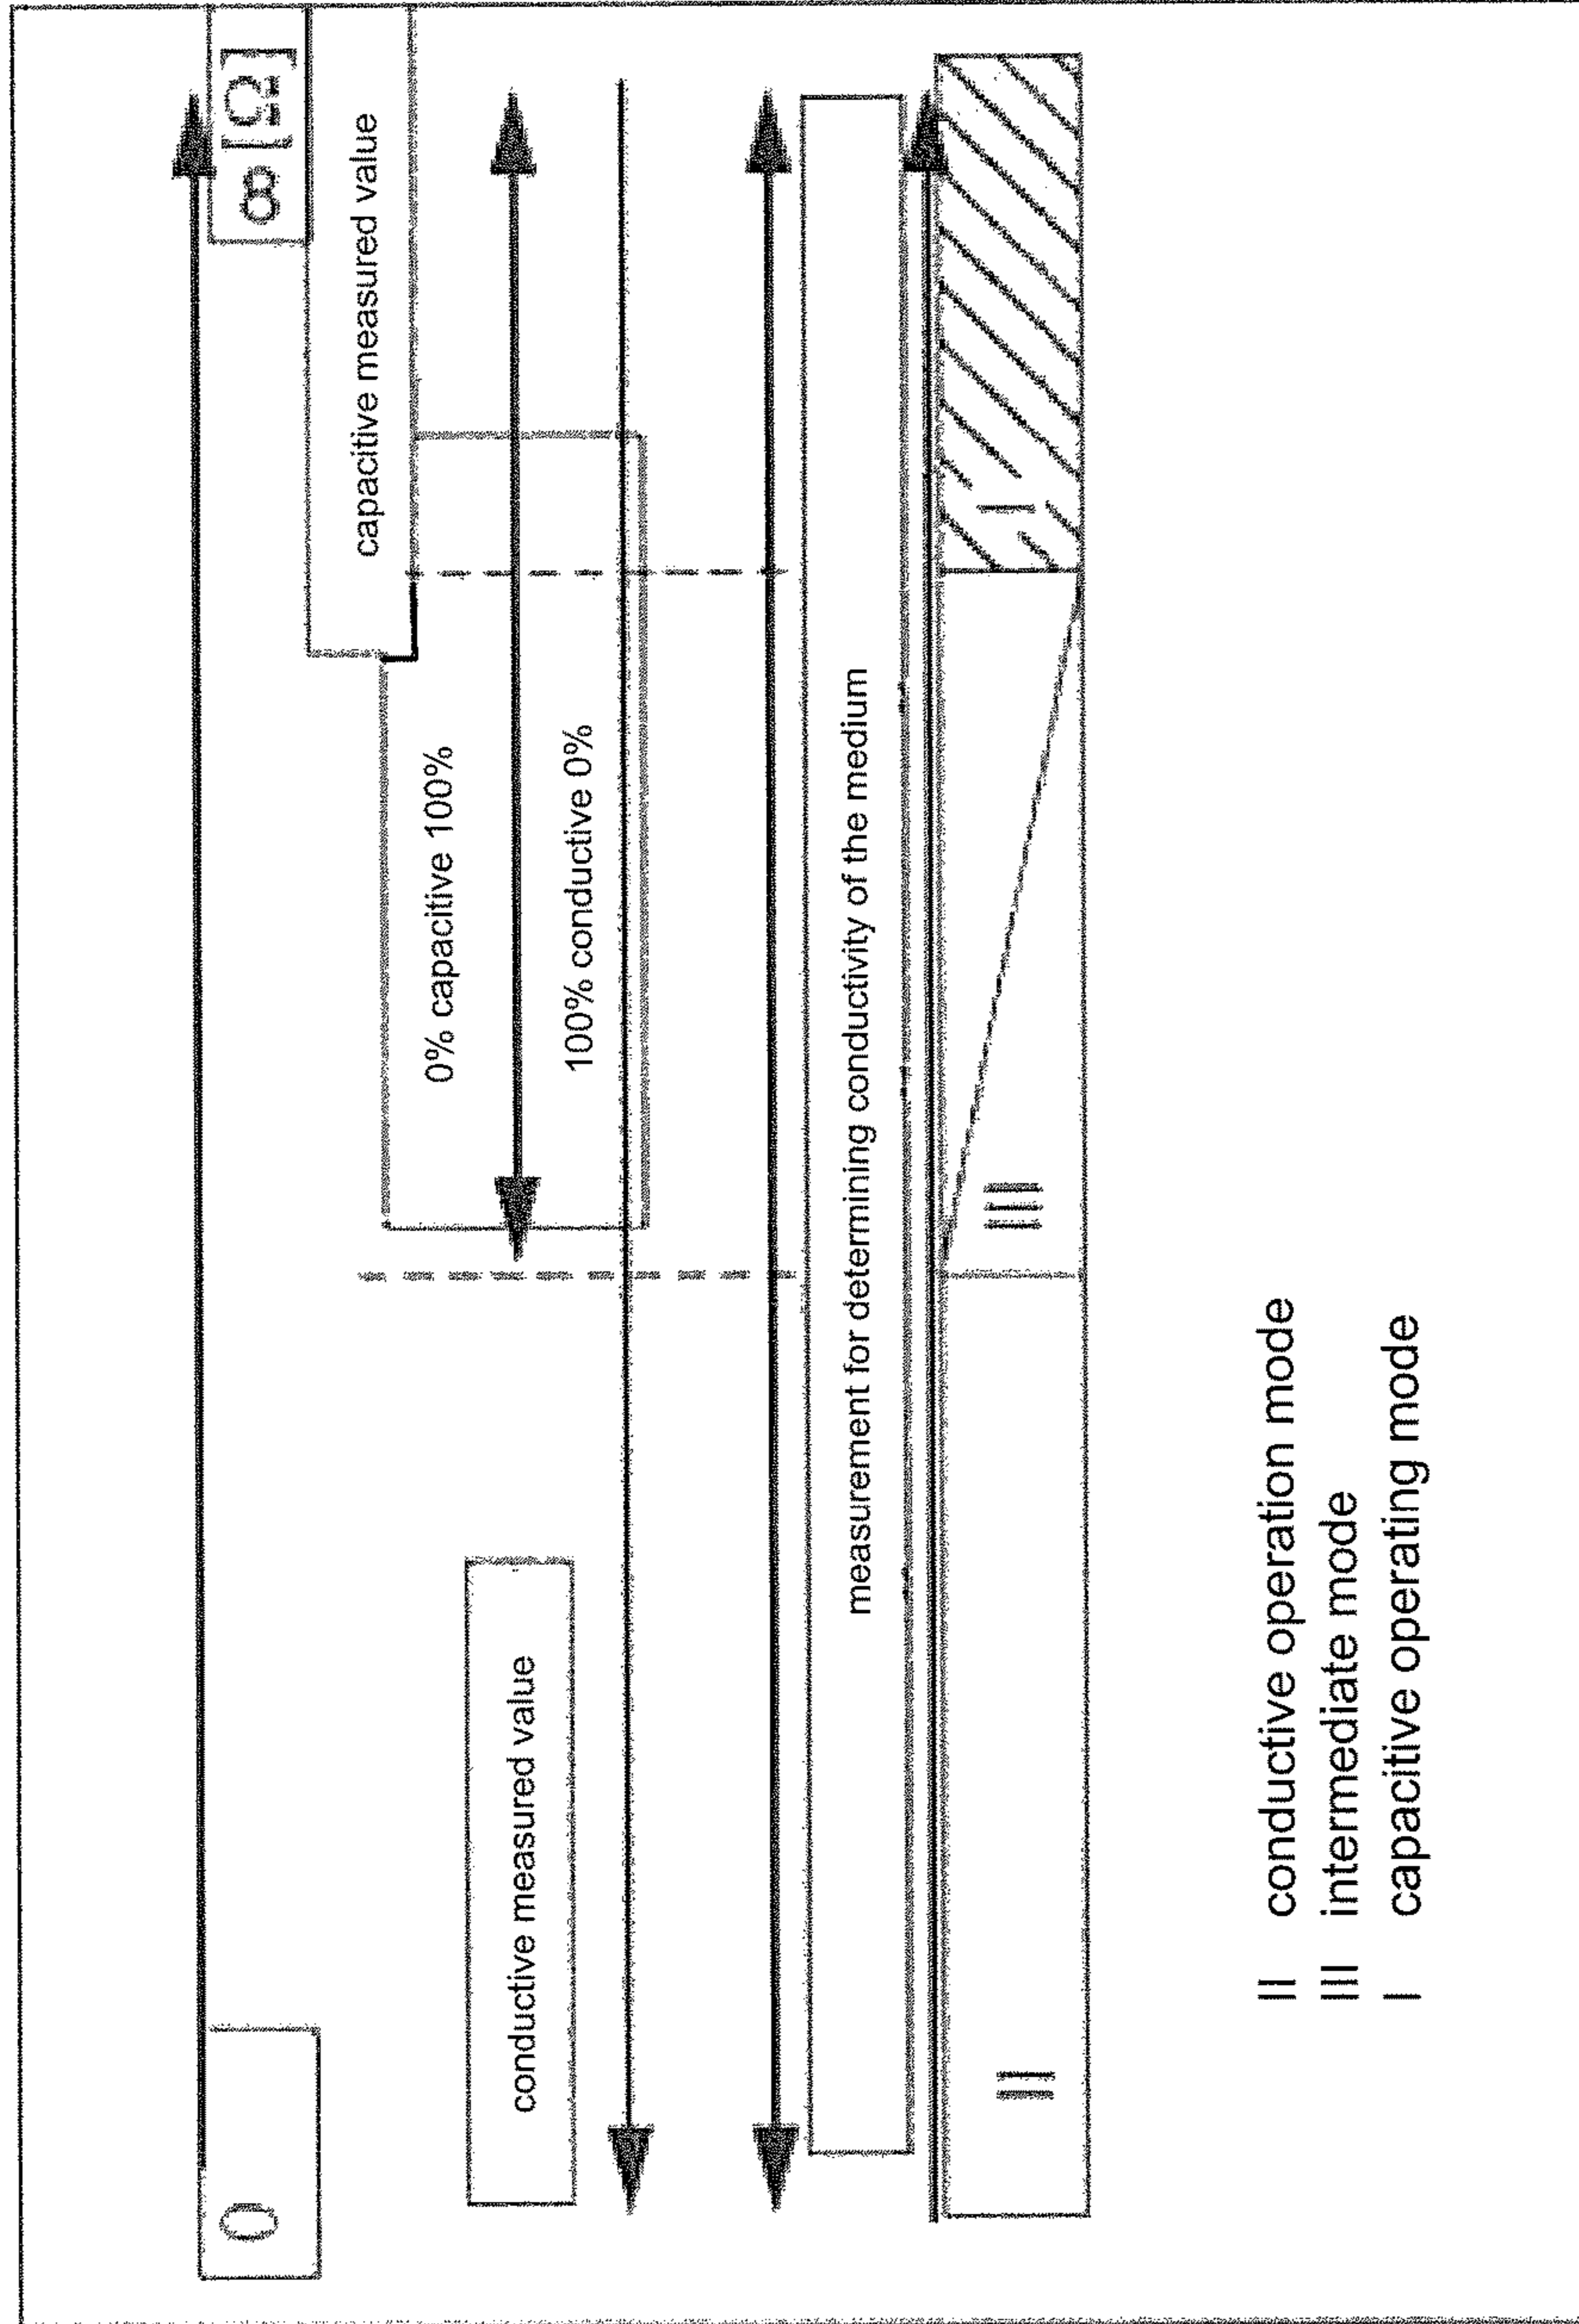 0
∞ [Ω]
capacitive measured value
0% capacitive 100%
conductive measured value
100% conductive 0%
measurement for determining conductivity of the medium
II
III
I
II conductive operation mode
III intermediate mode
I capacitive operating mode